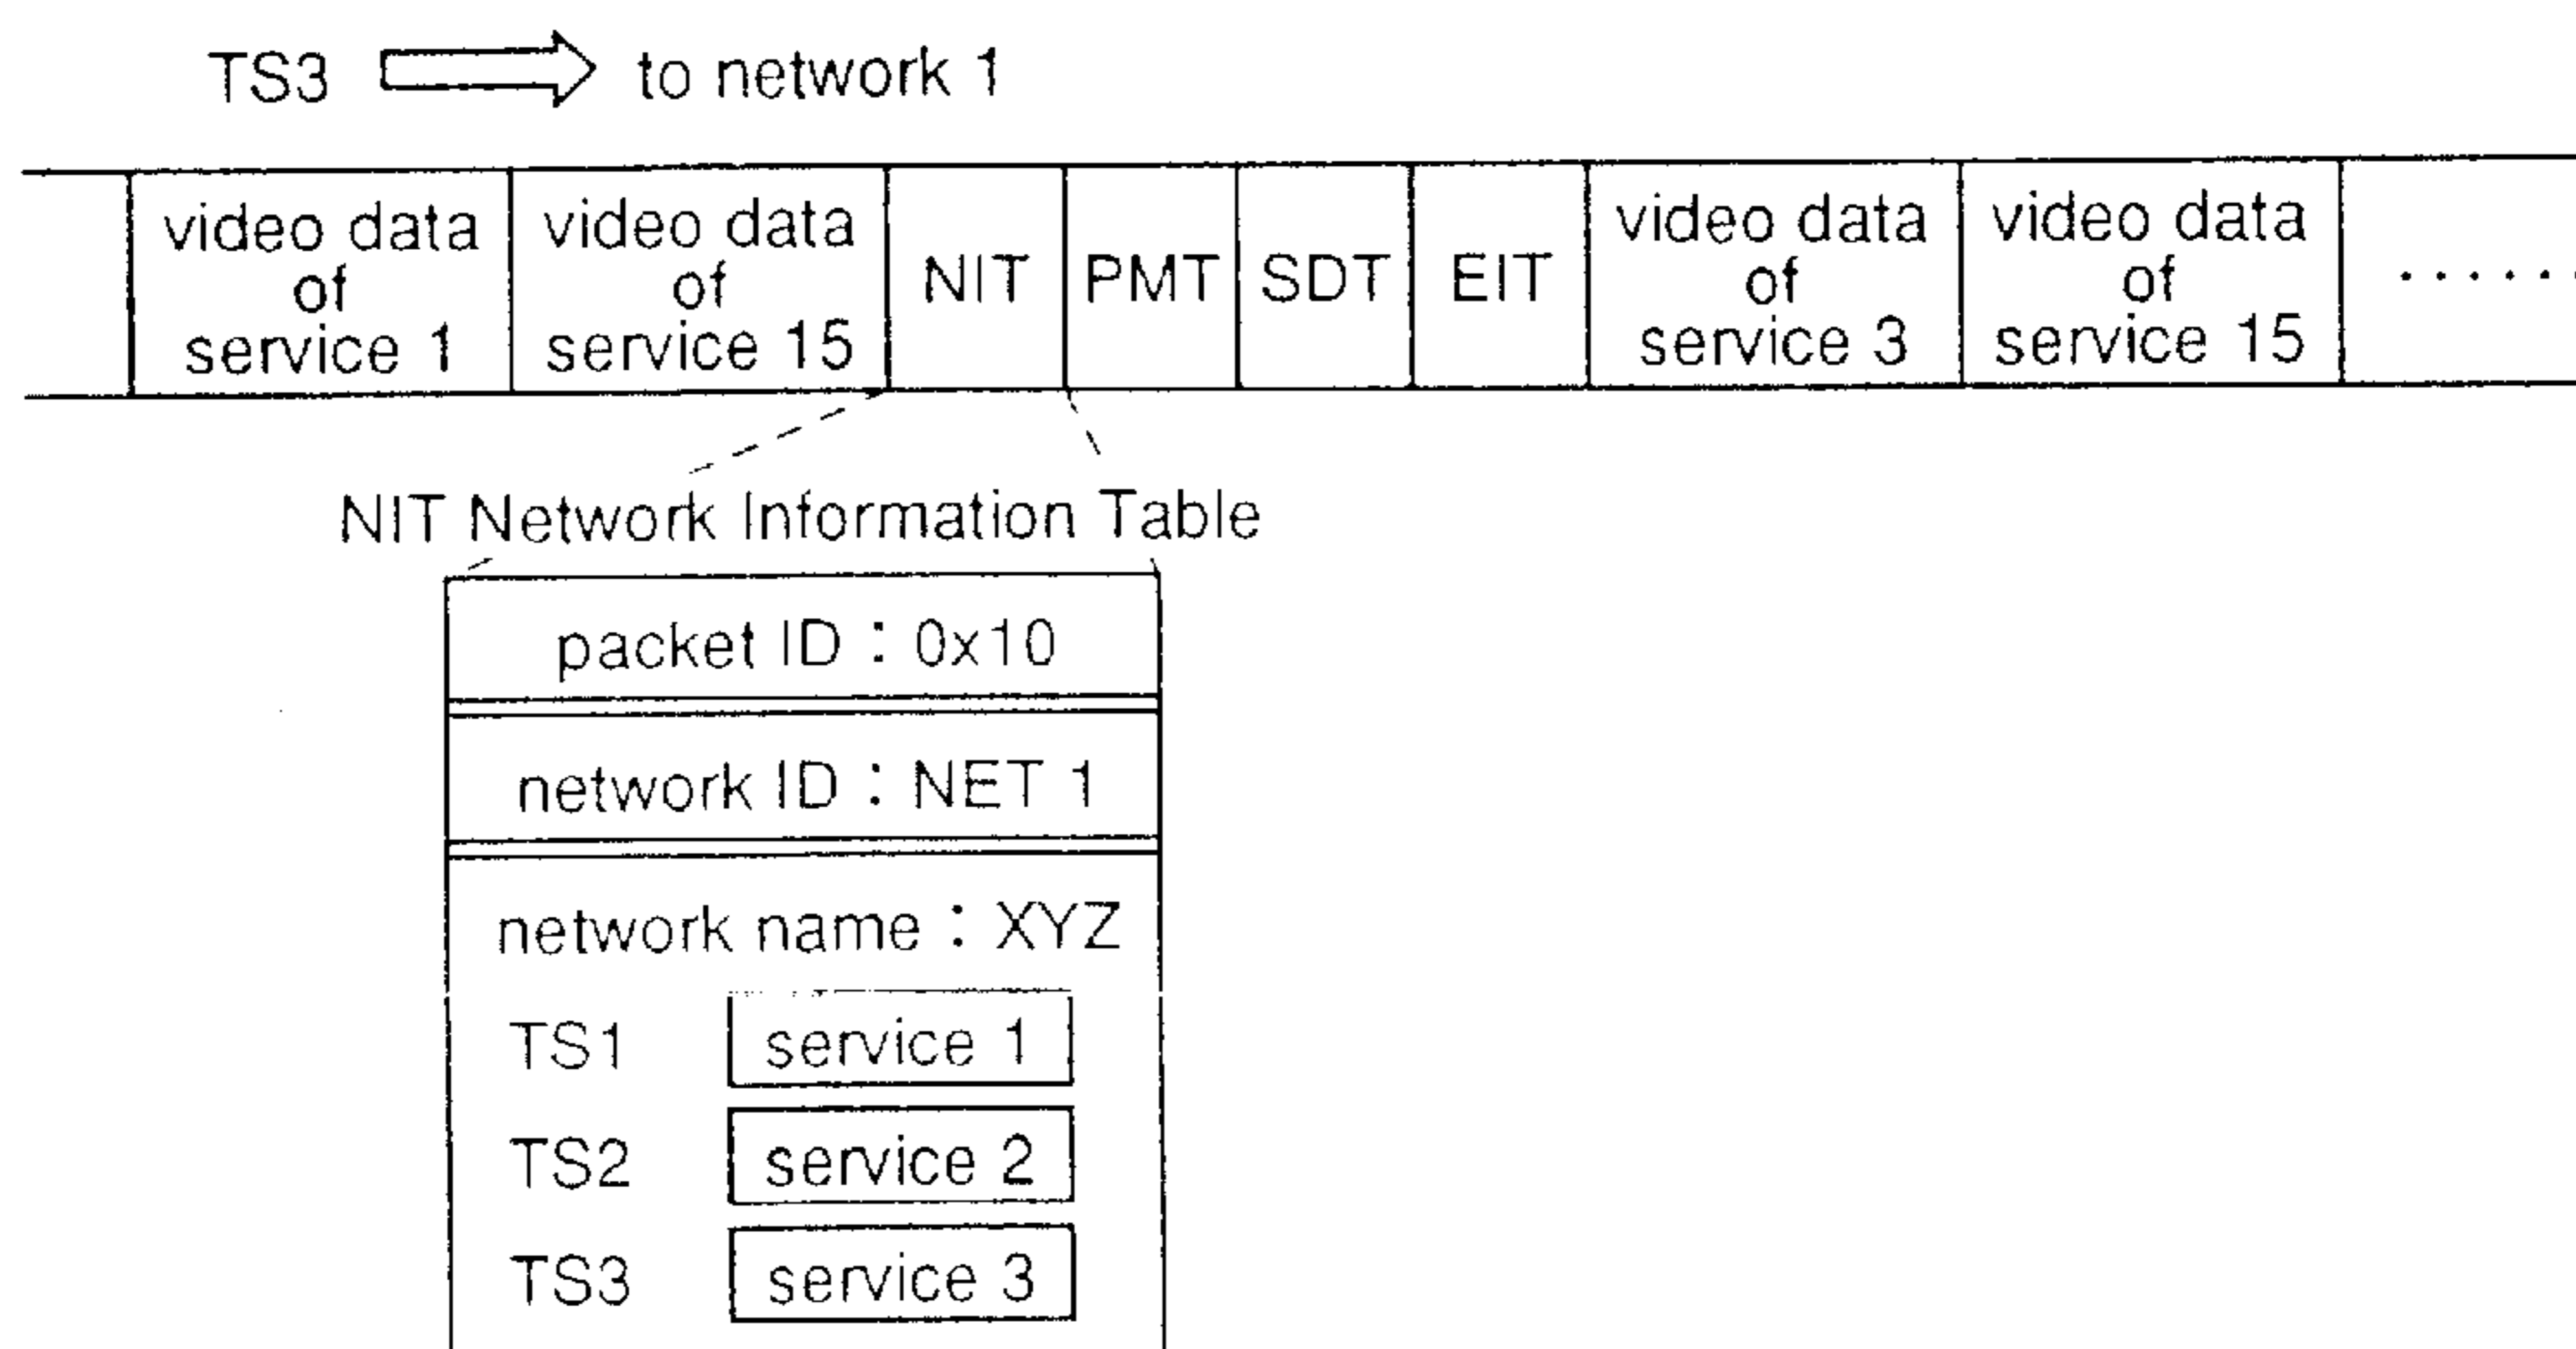 TS3 to network 1
video data of service 1
video data of service 15
NIT
PMT
SDT
EIT
video data of service 3
video data of service 15
......
NIT Network Information Table
packet ID : 0x10
network ID : NET 1
network name : XYZ
TS1 service 1
TS2 service 2
TS3 service 3